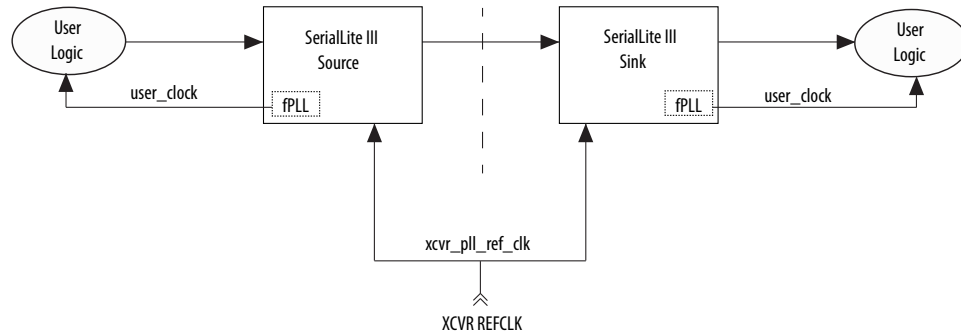 User
Logic
SerialLite III
Source
fPLL
user_clock
SerialLite III
Sink
fPLL
user_clock
User
Logic
xcvr_pll_ref_clk
XCVR REFCLK